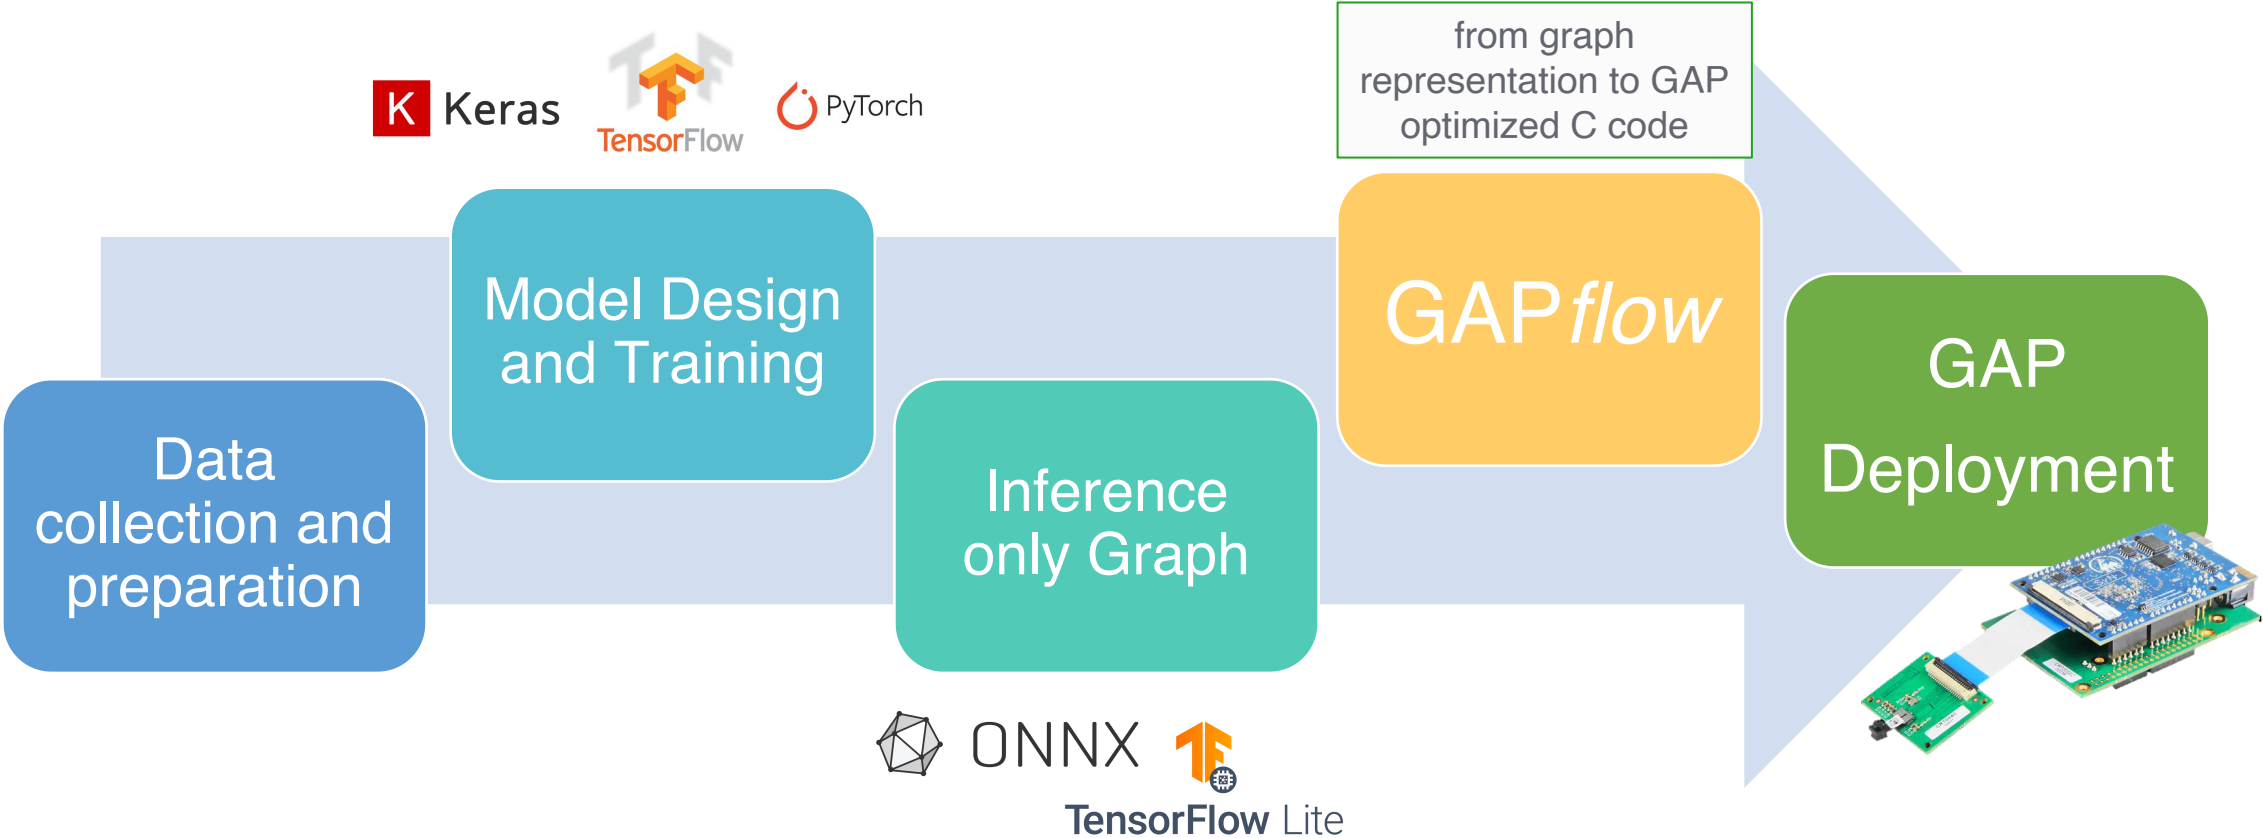 K Keras
TensorFlow
PyTorch
from graph
representation to GAP
optimized C code
Data
collection and
preparation
Model Design
and Training
Inference
only Graph
GAPflow
GAP
Deployment
ONNX
TensorFlow Lite